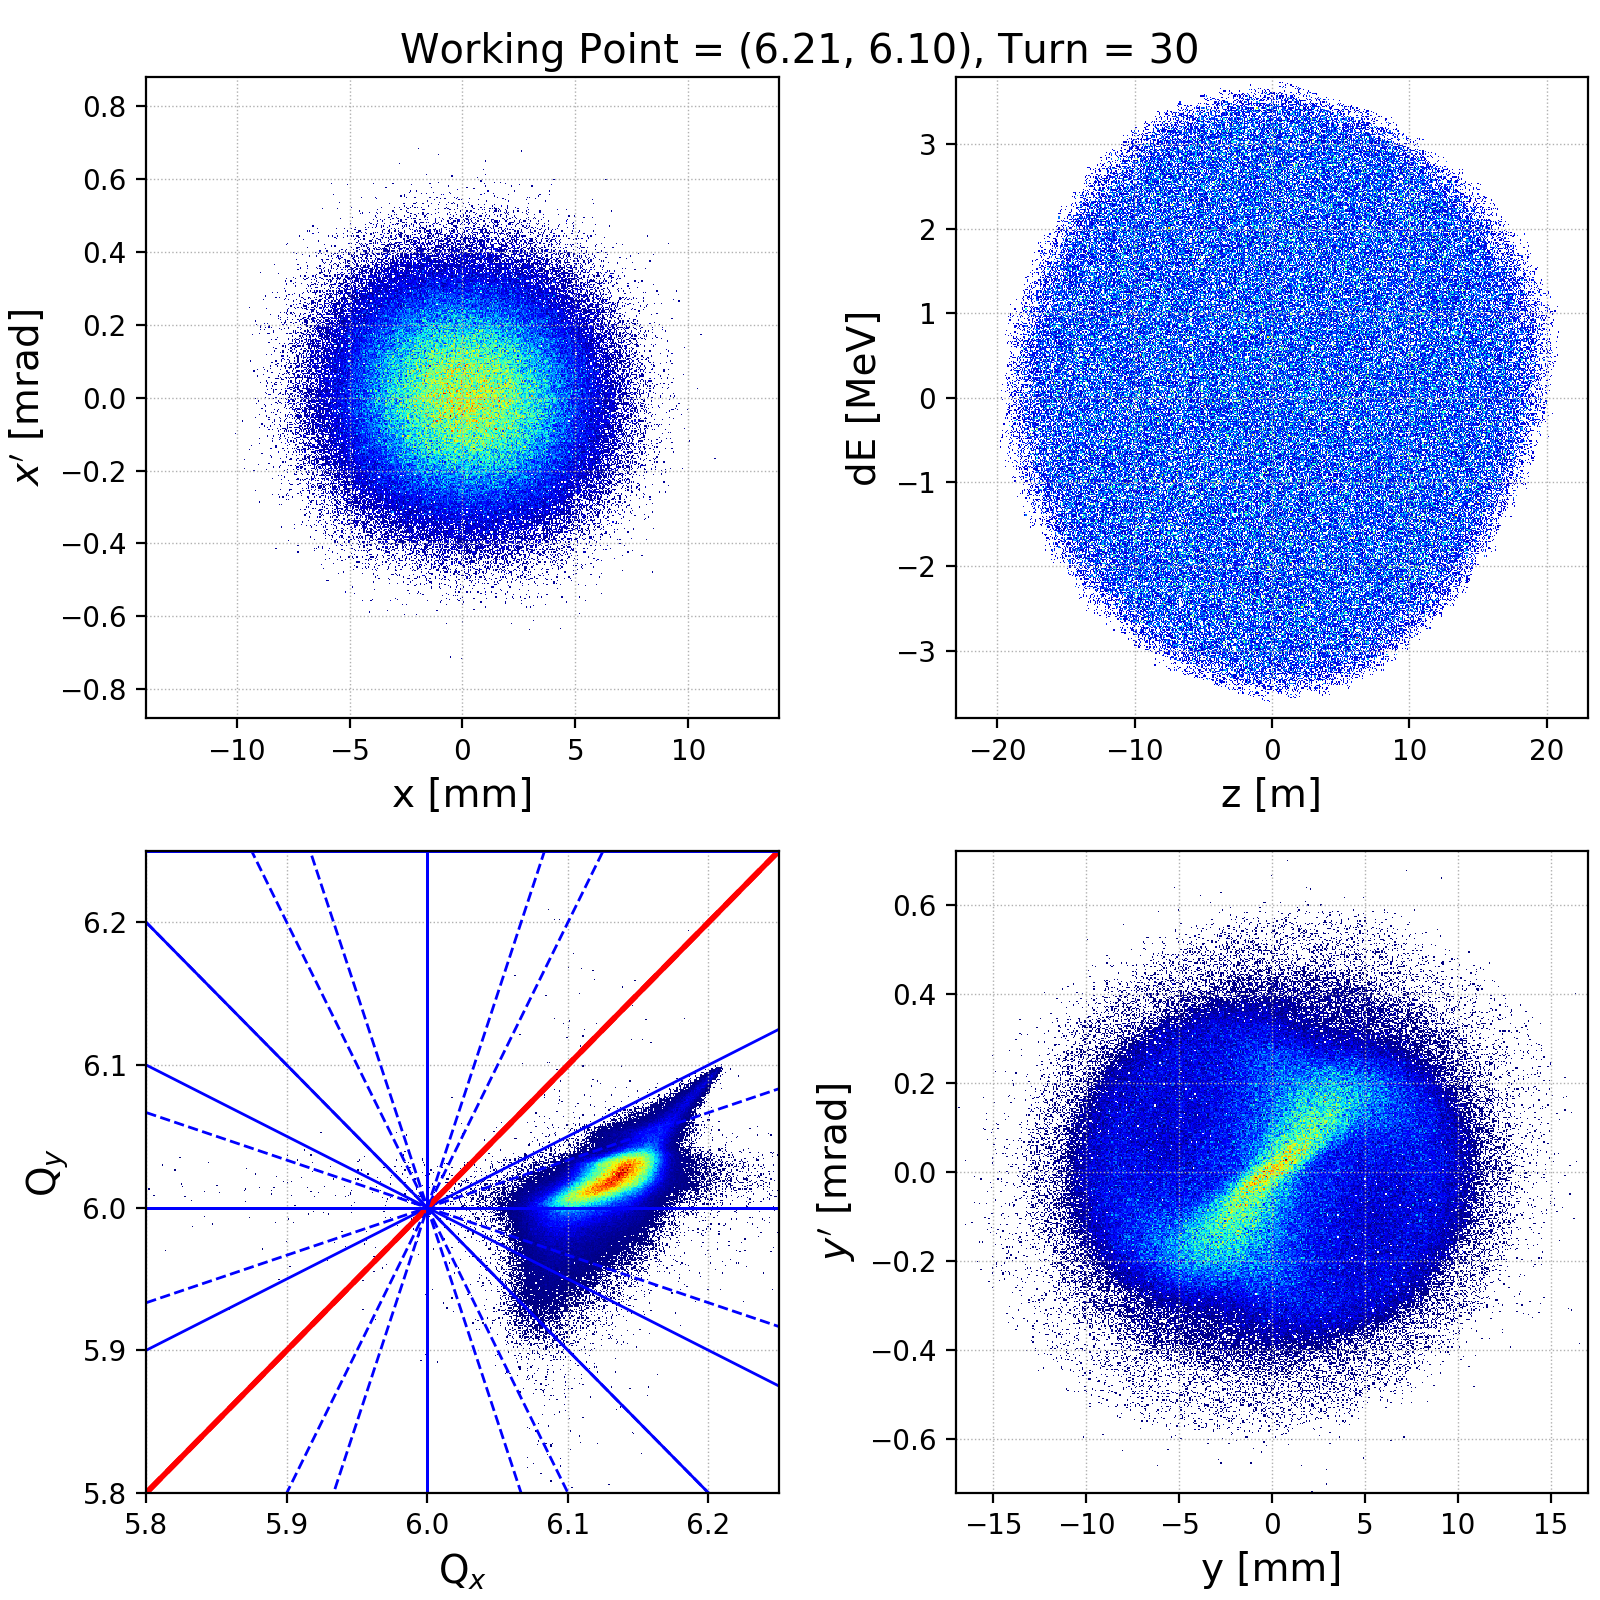 Working Point = (6.21, 6.10), Turn = 30
0.8
0.6
0.4
0.2
0.0
−0.2
−0.4
−0.6
−0.8
x′ [mrad]
−10 −5 0 5 10
x [mm]
3
2
1
0
−1
−2
−3
dE [MeV]
−20 −10 0 10 20
z [m]
6.2
6.1
6.0
5.9
5.8
Qy
5.8 5.9 6.0 6.1 6.2
Qx
0.6
0.4
0.2
0.0
−0.2
−0.4
−0.6
y′ [mrad]
−15 −10 −5 0 5 10 15
y [mm]